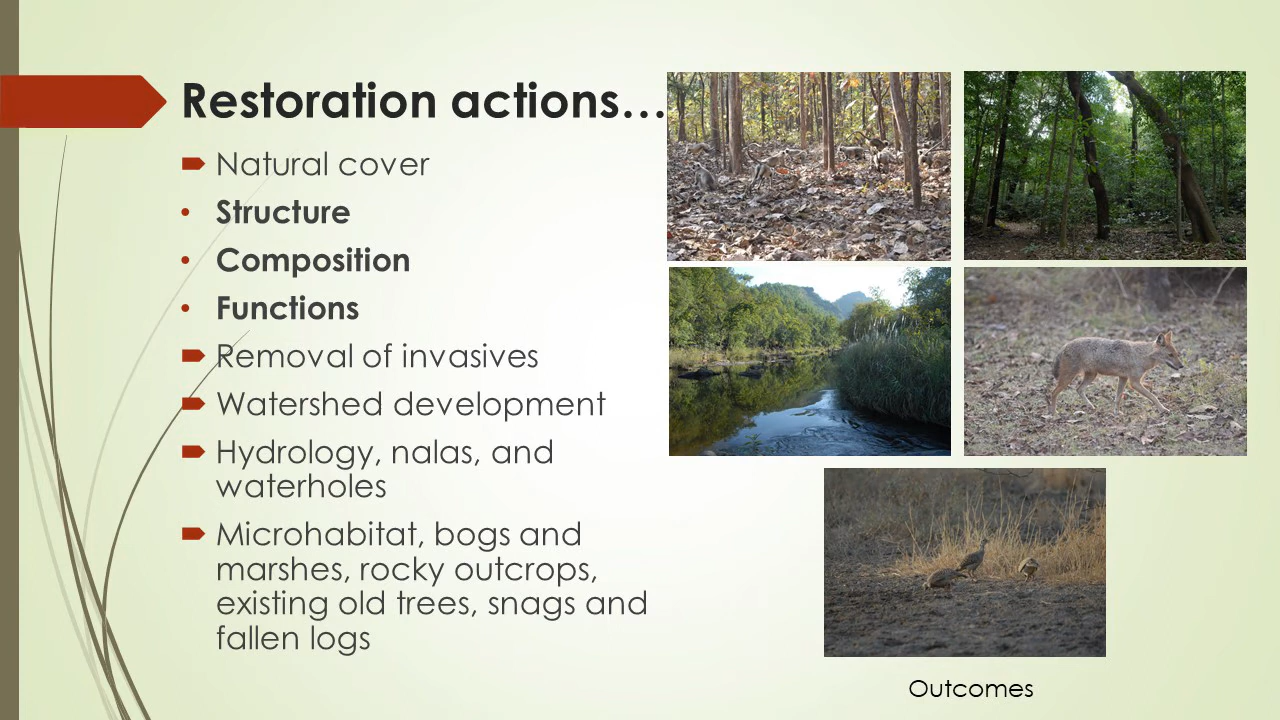 Restoration actions…
Natural cover
Structure
Composition
Functions
Removal of invasives
Watershed development
Hydrology, nalas, and
waterholes
Microhabitat, bogs and
marshes, rocky outcrops,
existing old trees, snags and
fallen logs
Outcomes